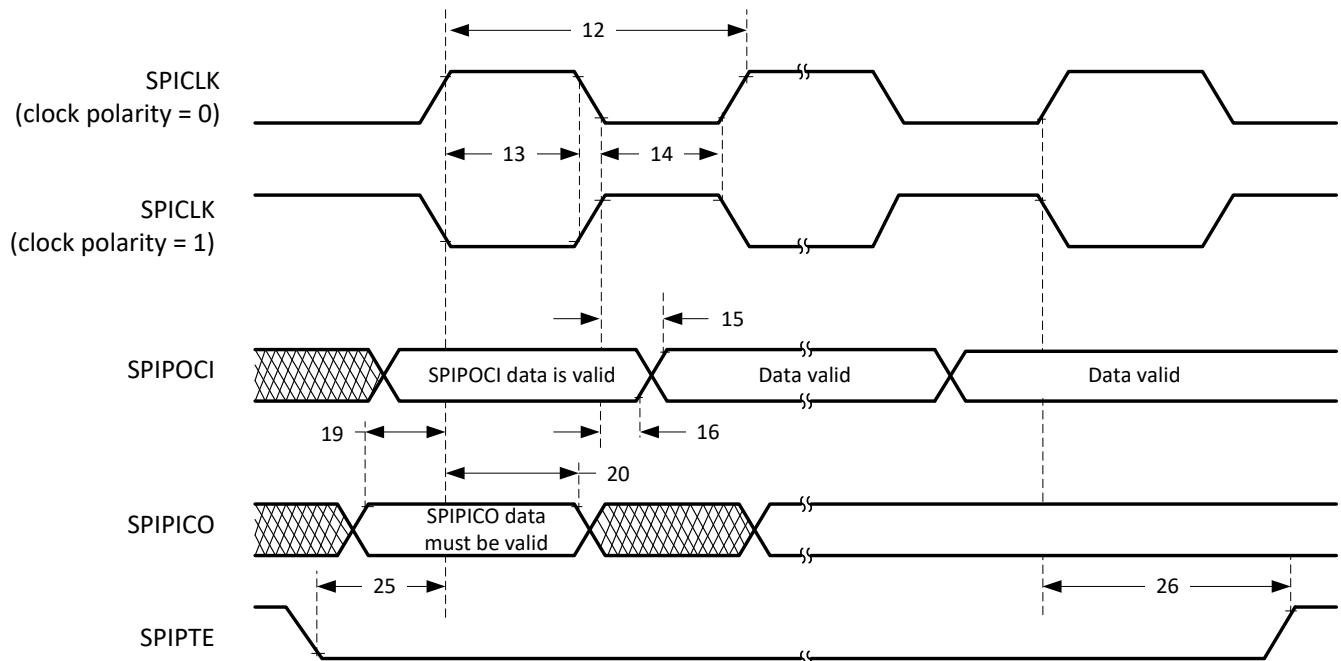 12
SPICLK
(clock polarity = 0)
13
14
SPICLK
(clock polarity = 1)
15
SPIPOCI
SPIPOCI data is valid
Data valid
Data valid
19
16
20
SPIPICO
SPIPICO data
must be valid
25
26
SPIPTE